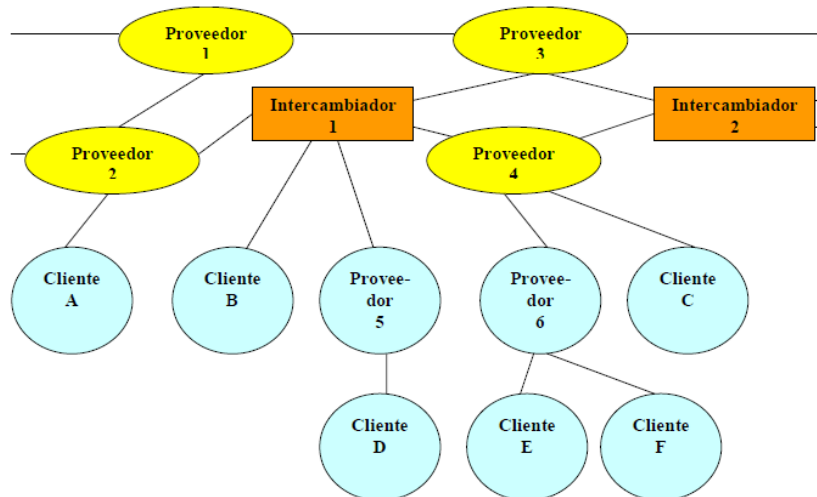 Proveedor
1
Proveedor
3
Intercambiador
1
Intercambiador
2
Proveedor
2
Proveedor
4
Cliente
A
Cliente
B
Provee-
dor
5
Provee-
dor
6
Cliente
C
Cliente
D
Cliente
E
Cliente
F